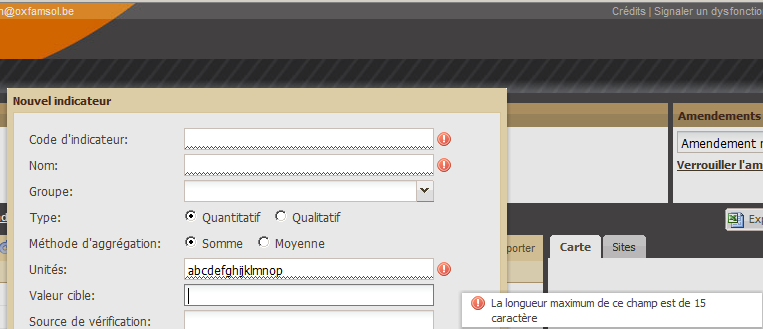 @oxfamsol.be
Crédits | Signaler un dysfonctio
Nouvel indicateur
Amendements
Code d'indicateur:
Amendement
Nom:
Verrouiller l'am
Groupe:
Type: Quantitatif Qualitatif
Exp
Méthode d'aggrégation: Somme Moyenne
porter
Carte Sites
Unités: abcdefghijklmnop
Valeur cible:
La longueur maximum de ce champ est de 15
caractère
Source de vérification: